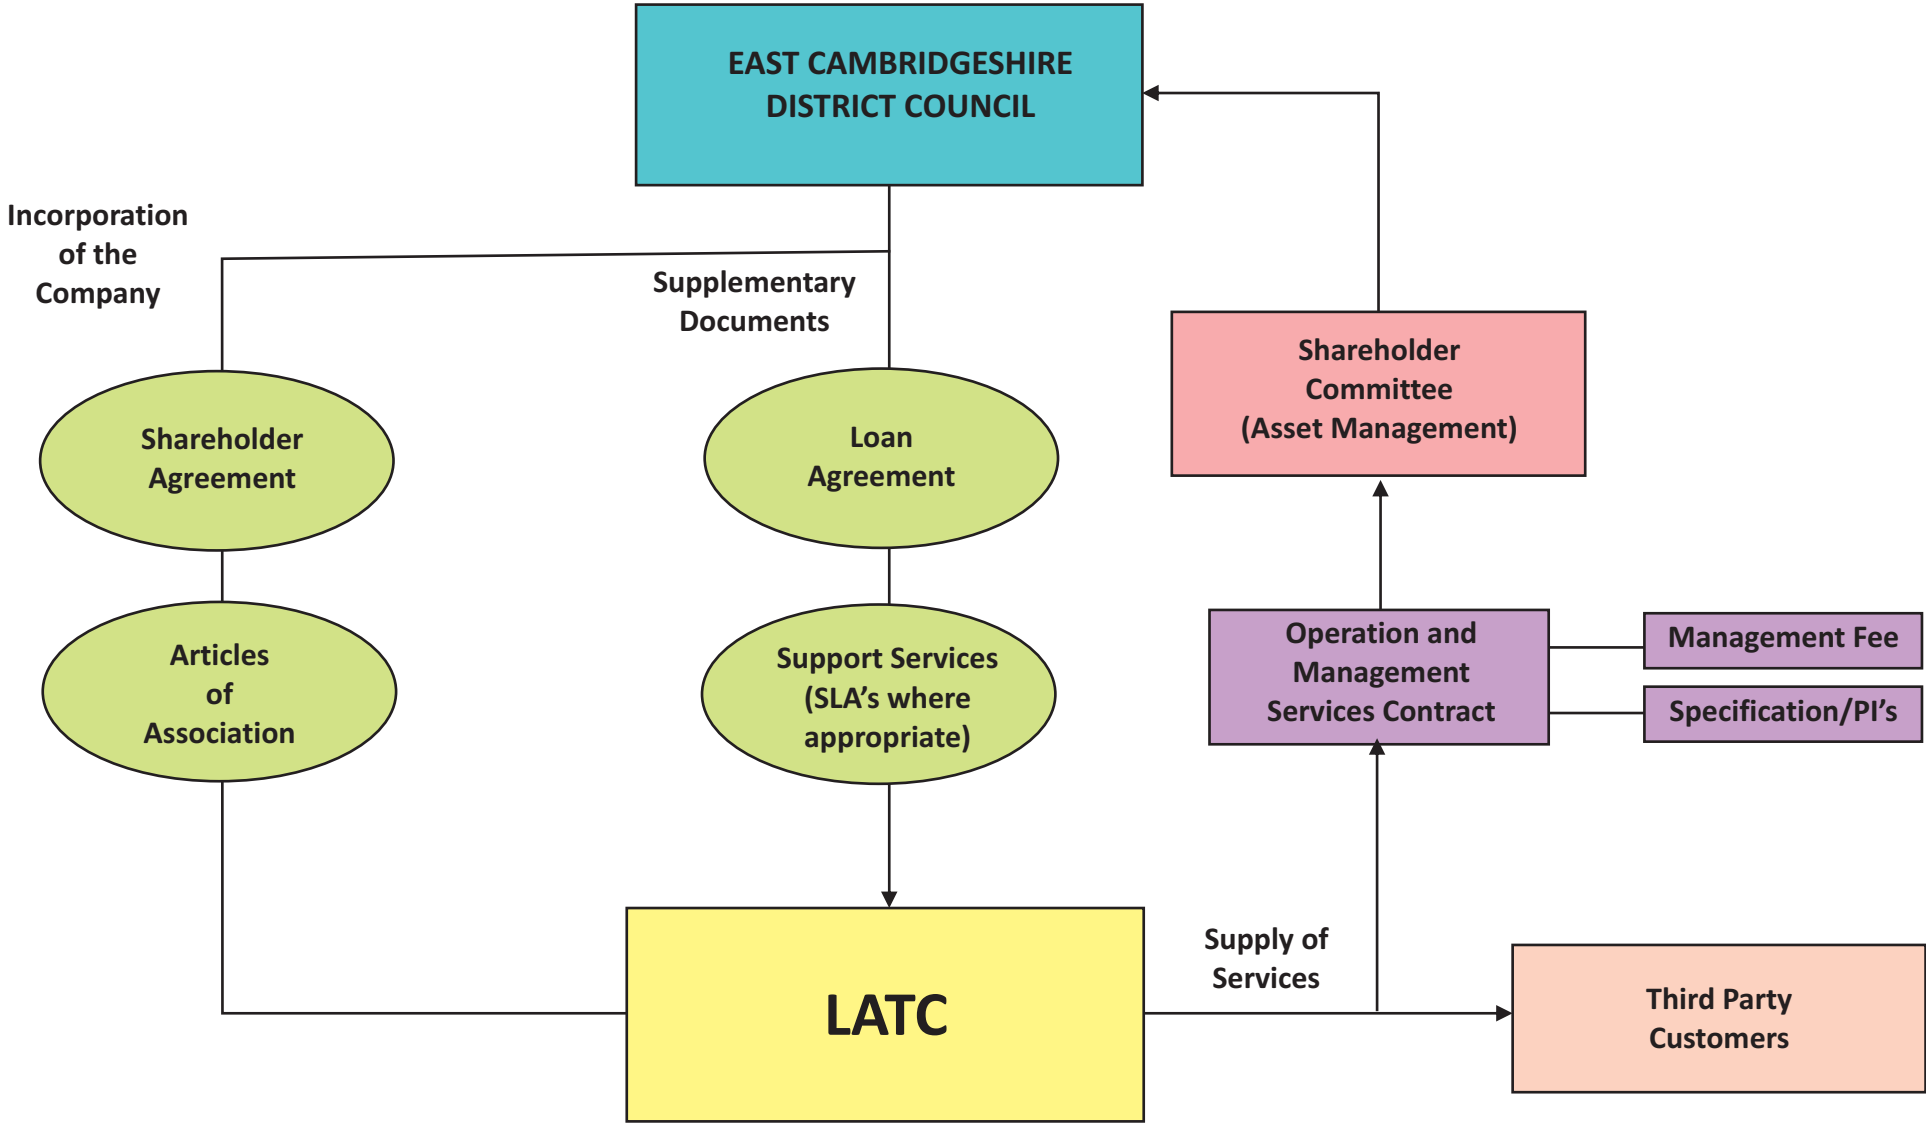 EAST CAMBRIDGESHIRE
DISTRICT COUNCIL
Incorporation
of the
Company
Supplementary
Documents
Shareholder
Committee
(Asset Management)
Shareholder
Agreement
Loan
Agreement
Operation and
Management
Services Contract
Management Fee
Specification/PI's
Articles
of
Association
Support Services
(SLA’s where
appropriate)
Supply of
Services
LATC
Third Party
Customers